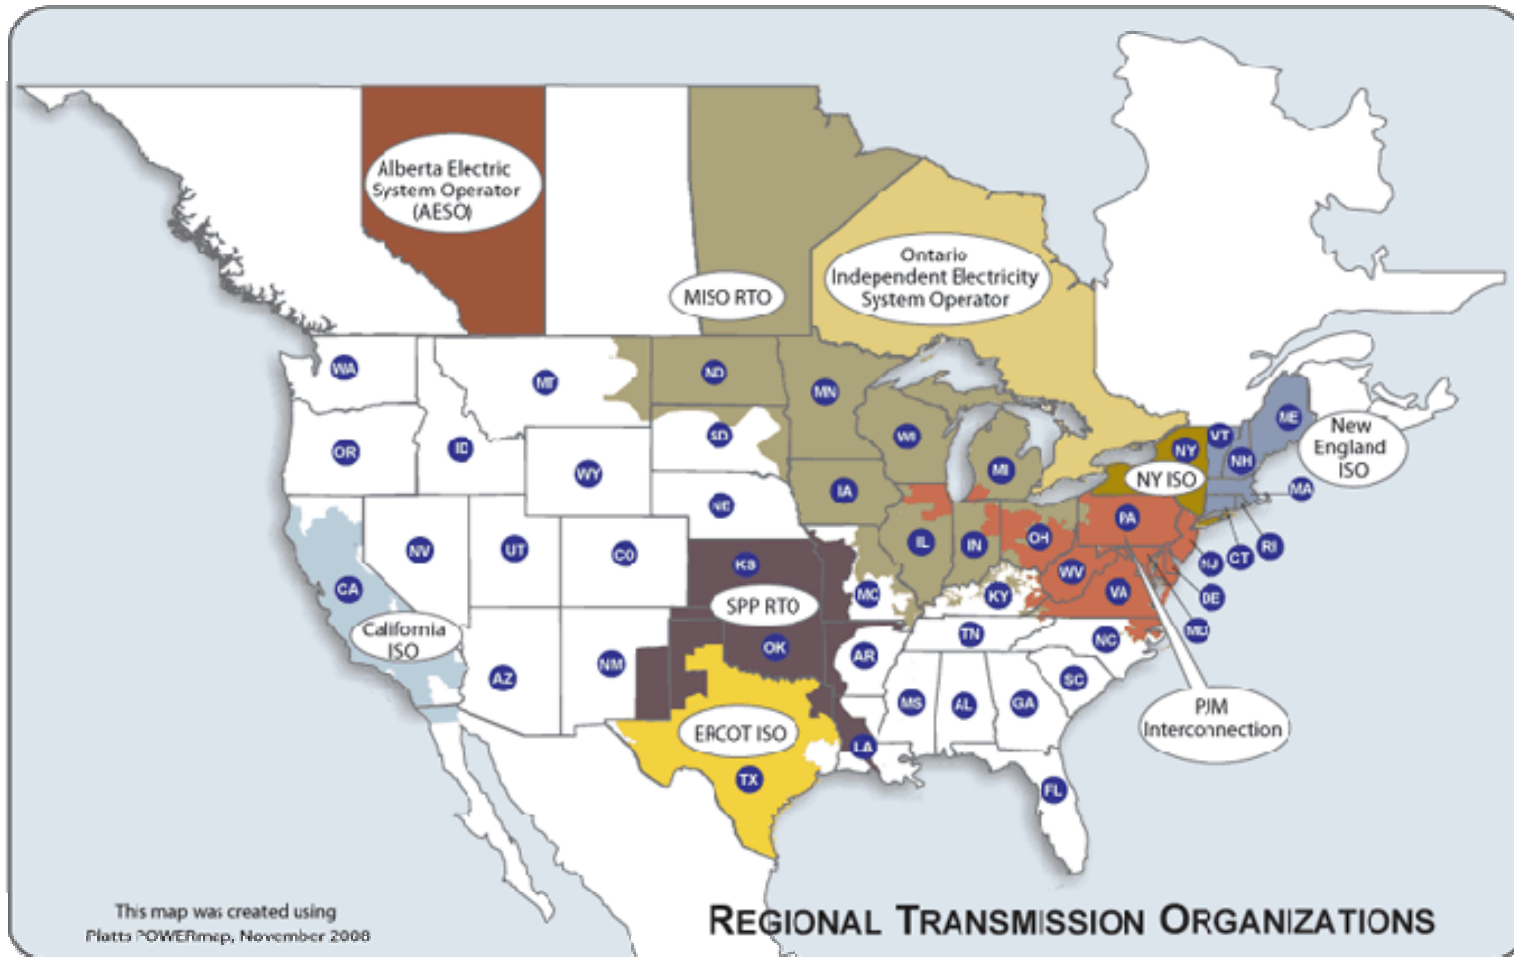 Alberta Electric
System Operator
(AESO)
Ontario
Independent Electricity
System Operator
MISO RTO
WA
MT
ND
MN
ME
OR
ID
SD
WI
VT
NY
NH
New
England
ISO
WY
MI
NY ISO
IA
MA
NE
PA
NV
UT
CO
IL
IN
OH
RI
CT
NJ
KS
WV
CA
MO
KY
VA
DE
SPP RTO
California
ISO
TN
NC
MD
OK
AR
NM
AZ
SC
MS
AL
GA
PJM
Interconnection
ERCOT ISO
LA
TX
FL
This map was created using
Platts POWERmap, November 2008
REGIONAL TRANSMISSION ORGANIZATIONS